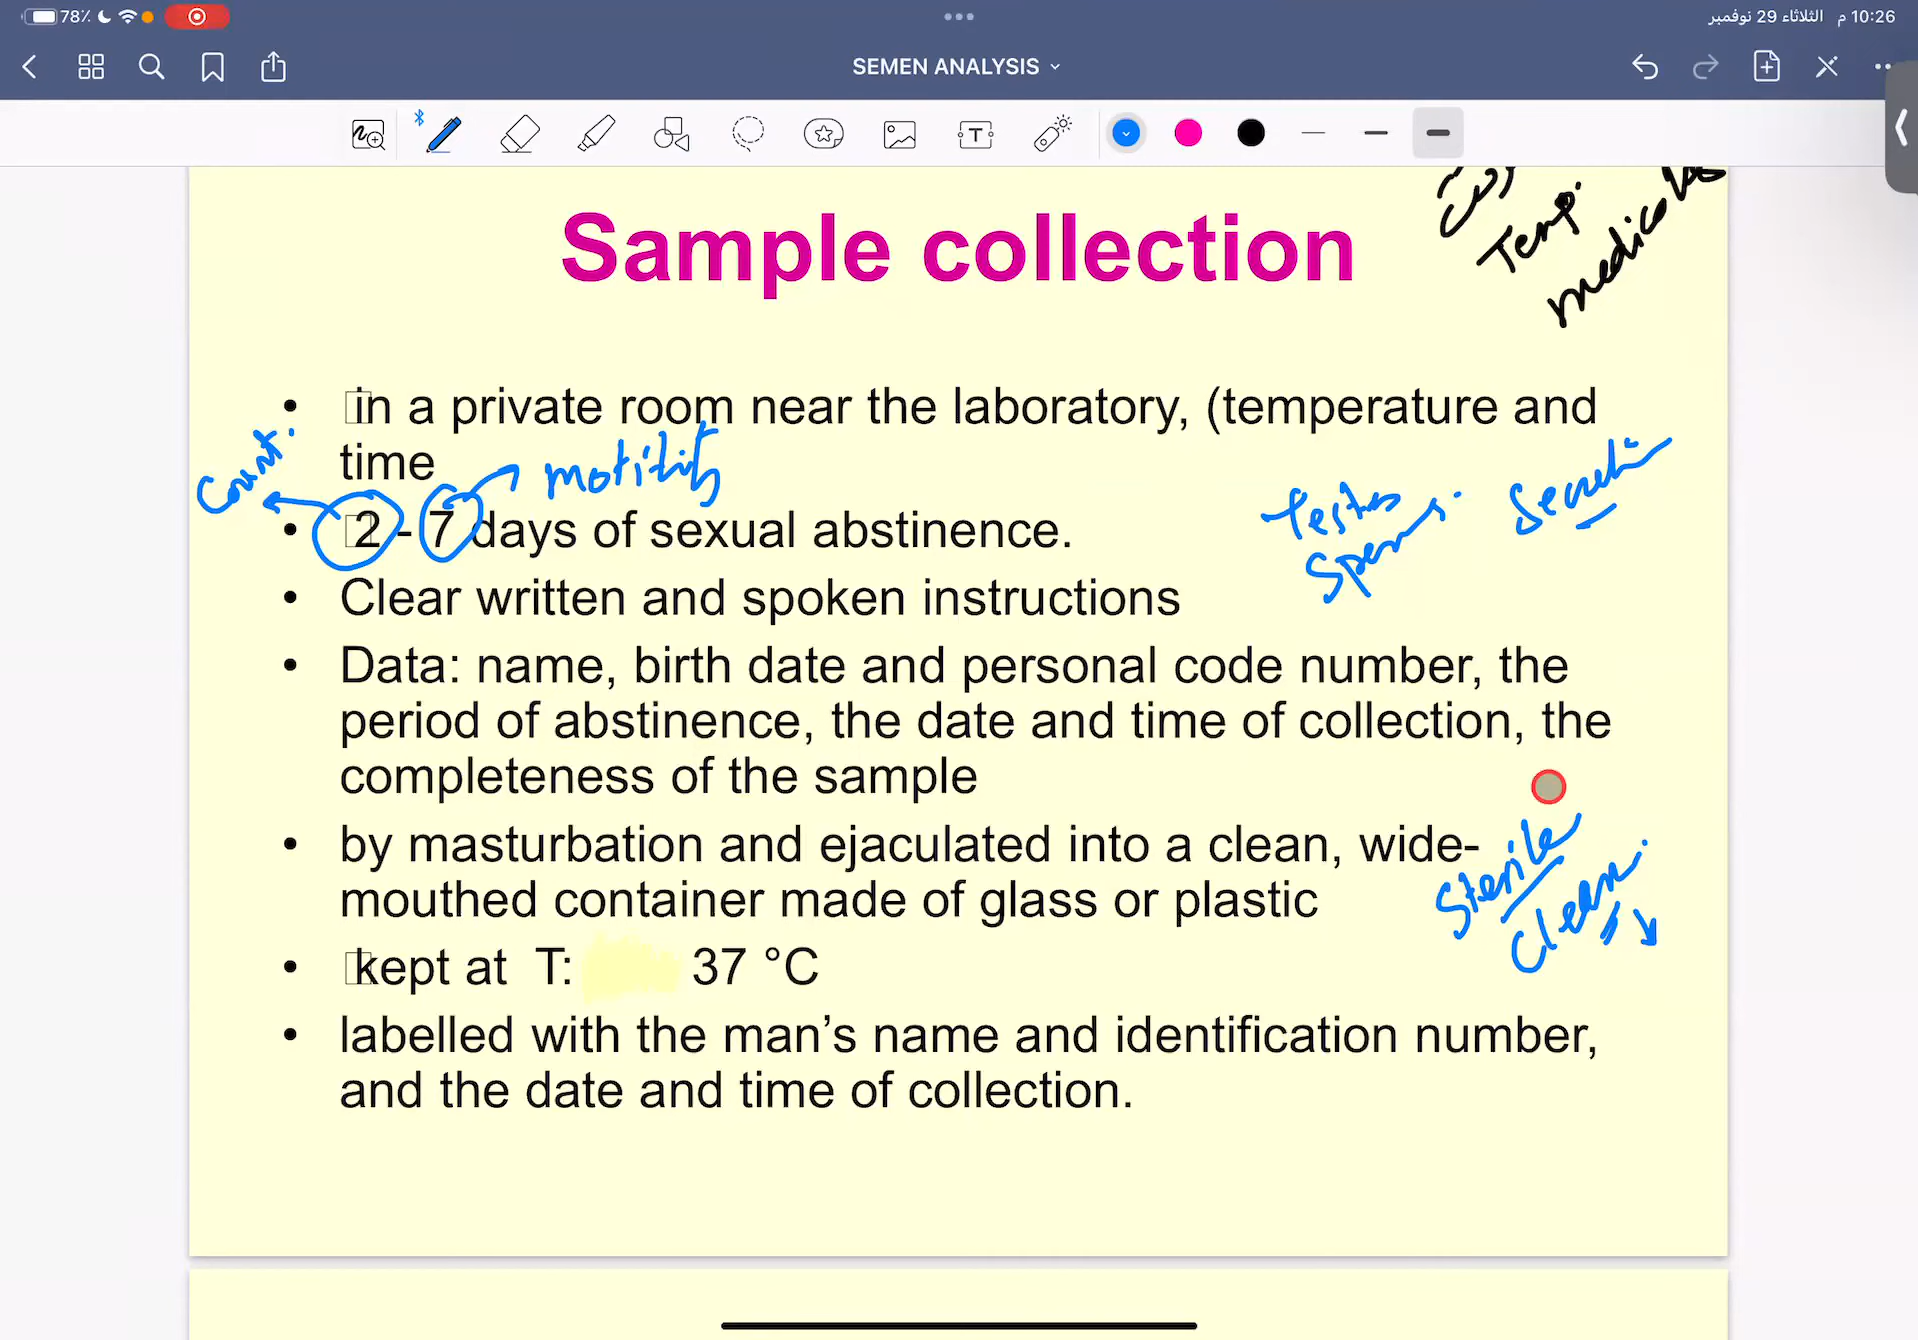 78٪
10:26 م الثلاثاء 29 نوفمبر
SEMEN ANALYSIS
Temp.
Sample collection
• in a private room near the laboratory, (temperature and
time
Count.
motility
• 2 - 7 days of sexual abstinence.
Testes
Sperm.
• Clear written and spoken instructions
• Data: name, birth date and personal code number, the
period of abstinence, the date and time of collection, the
completeness of the sample
• by masturbation and ejaculated into a clean, wide-
mouthed container made of glass or plastic
Sterile
Clean.
• kept at T: 37 °C
• labelled with the man’s name and identification number,
and the date and time of collection.